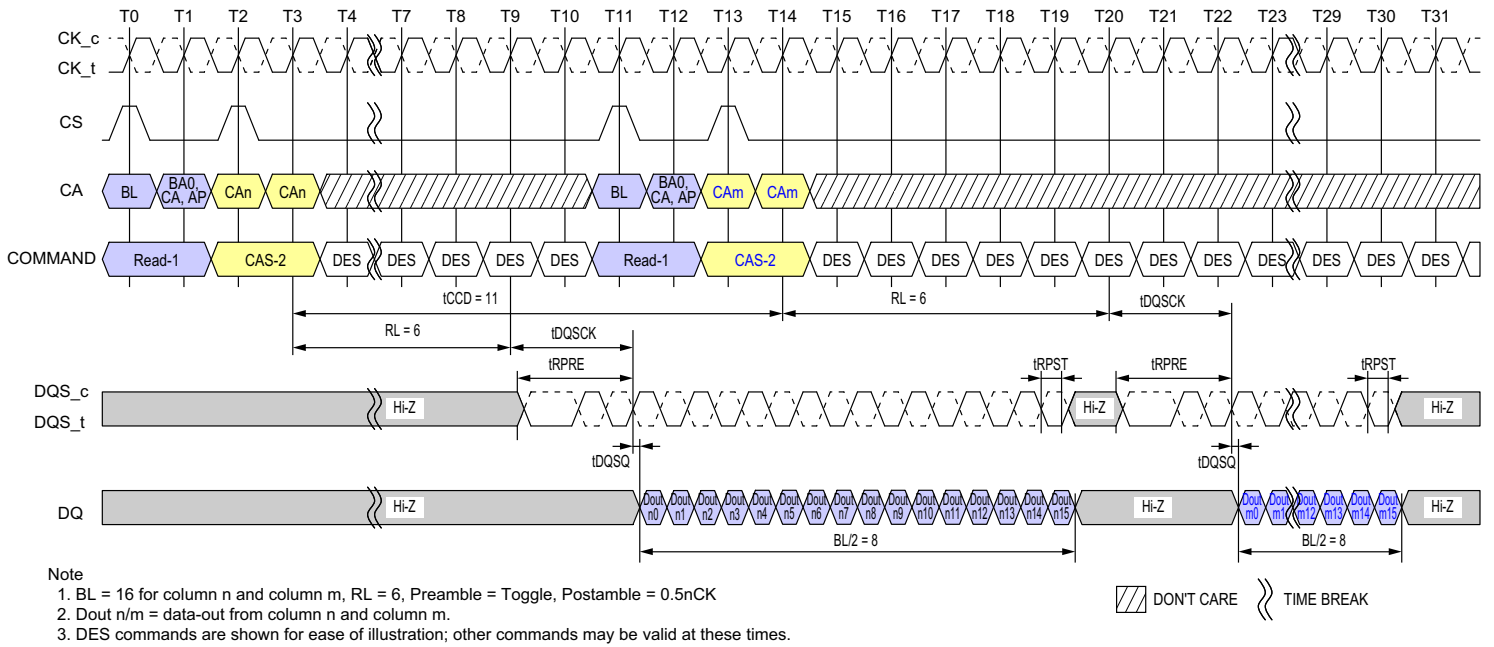 T0 T1 T2 T3 T4 T7 T8 T9 T10 T11 T12 T13 T14 T15 T16 T17 T18 T19 T20 T21 T22 T23 T29 T30 T31
CK_c
CK_t
CS
CA BL BA0, CA, AP CAn CAn BL BA0, CA, AP CAm CAm
COMMAND Read-1 CAS-2 DES DES DES DES DES Read-1 CAS-2 DES DES DES DES DES DES DES DES DES DES DES DES
tCCD = 11 RL = 6 tDQSCK
RL = 6 tDQSCK
tRPRE tRPST tRPRE tRPST
DQS_c
DQS_t
Hi-Z Hi-Z Hi-Z
tDQSQ tDQSQ
DQ Hi-Z Dout n0 Dout n1 Dout n2 Dout n3 Dout n4 Dout n5 Dout n6 Dout n7 Dout n8 Dout n9 Dout n10 Dout n11 Dout n12 Dout n13 Dout n14 Dout n15 Hi-Z Dout m0 Dout m1 Dout m12 Dout m13 Dout m14 Dout m15 Hi-Z
BL/2 = 8 BL/2 = 8
Note
1. BL = 16 for column n and column m, RL = 6, Preamble = Toggle, Postamble = 0.5nCK
2. Dout n/m = data-out from column n and column m.
3. DES commands are shown for ease of illustration; other commands may be valid at these times.
DON'T CARE TIME BREAK